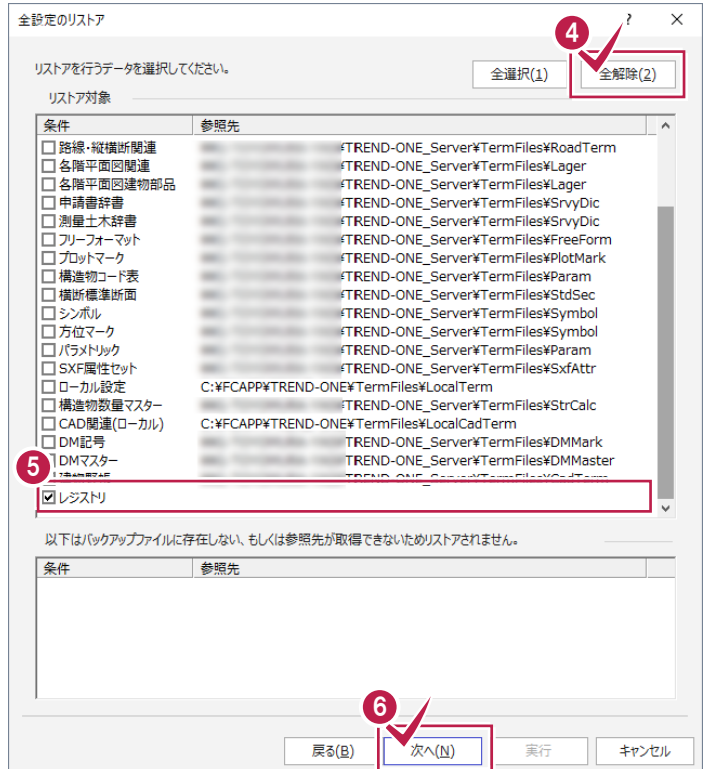 全設定のリストア ? ×
4
リストアを行うデータを選択してください。 全選択(1) 全解除(2)
リストア対象
条件 参照先
路線・縦横断関連 ¥TREND-ONE_Server¥TermFiles¥RoadTerm
各階平面図関連 ¥TREND-ONE_Server¥TermFiles¥Lager
各階平面図建物部品 ¥TREND-ONE_Server¥TermFiles¥Lager
申請書辞書 ¥TREND-ONE_Server¥TermFiles¥SrvyDic
測量土木辞書 ¥TREND-ONE_Server¥TermFiles¥SrvyDic
フリーフォーマット ¥TREND-ONE_Server¥TermFiles¥FreeForm
プロットマーク ¥TREND-ONE_Server¥TermFiles¥PlotMark
構造物コード表 ¥TREND-ONE_Server¥TermFiles¥Param
横断標準断面 ¥TREND-ONE_Server¥TermFiles¥StdSec
シンボル ¥TREND-ONE_Server¥TermFiles¥Symbol
方位マーク ¥TREND-ONE_Server¥TermFiles¥Symbol
パラメトリック ¥TREND-ONE_Server¥TermFiles¥Param
SXF属性セット ¥TREND-ONE_Server¥TermFiles¥SxfAttr
ローカル設定 C:¥FCAPP¥TREND-ONE¥TermFiles¥LocalTerm
構造物数量マスター ¥TREND-ONE_Server¥TermFiles¥StrCalc
CAD関連(ローカル) C:¥FCAPP¥TREND-ONE¥TermFiles¥LocalCadTerm
DM記号 TREND-ONE_Server¥TermFiles¥DMMark
DMマスター TREND-ONE_Server¥TermFiles¥DMMaster
5
レジストリ
以下はバックアップファイルに存在しない、もしくは参照先が取得できないためリストアされません。
条件 参照先
6
戻る(B) 次へ(N) 実行 キャンセル